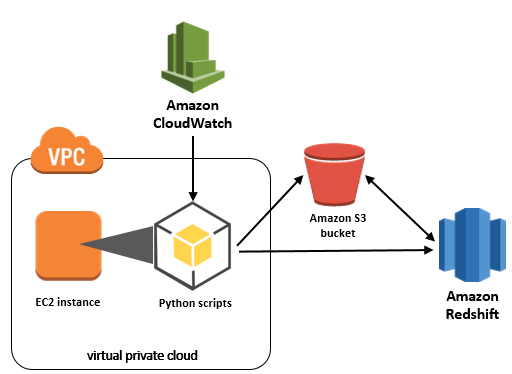 Amazon
CloudWatch
VPC
Amazon S3
bucket
EC2 instance
Python scripts
Amazon
Redshift
virtual private cloud